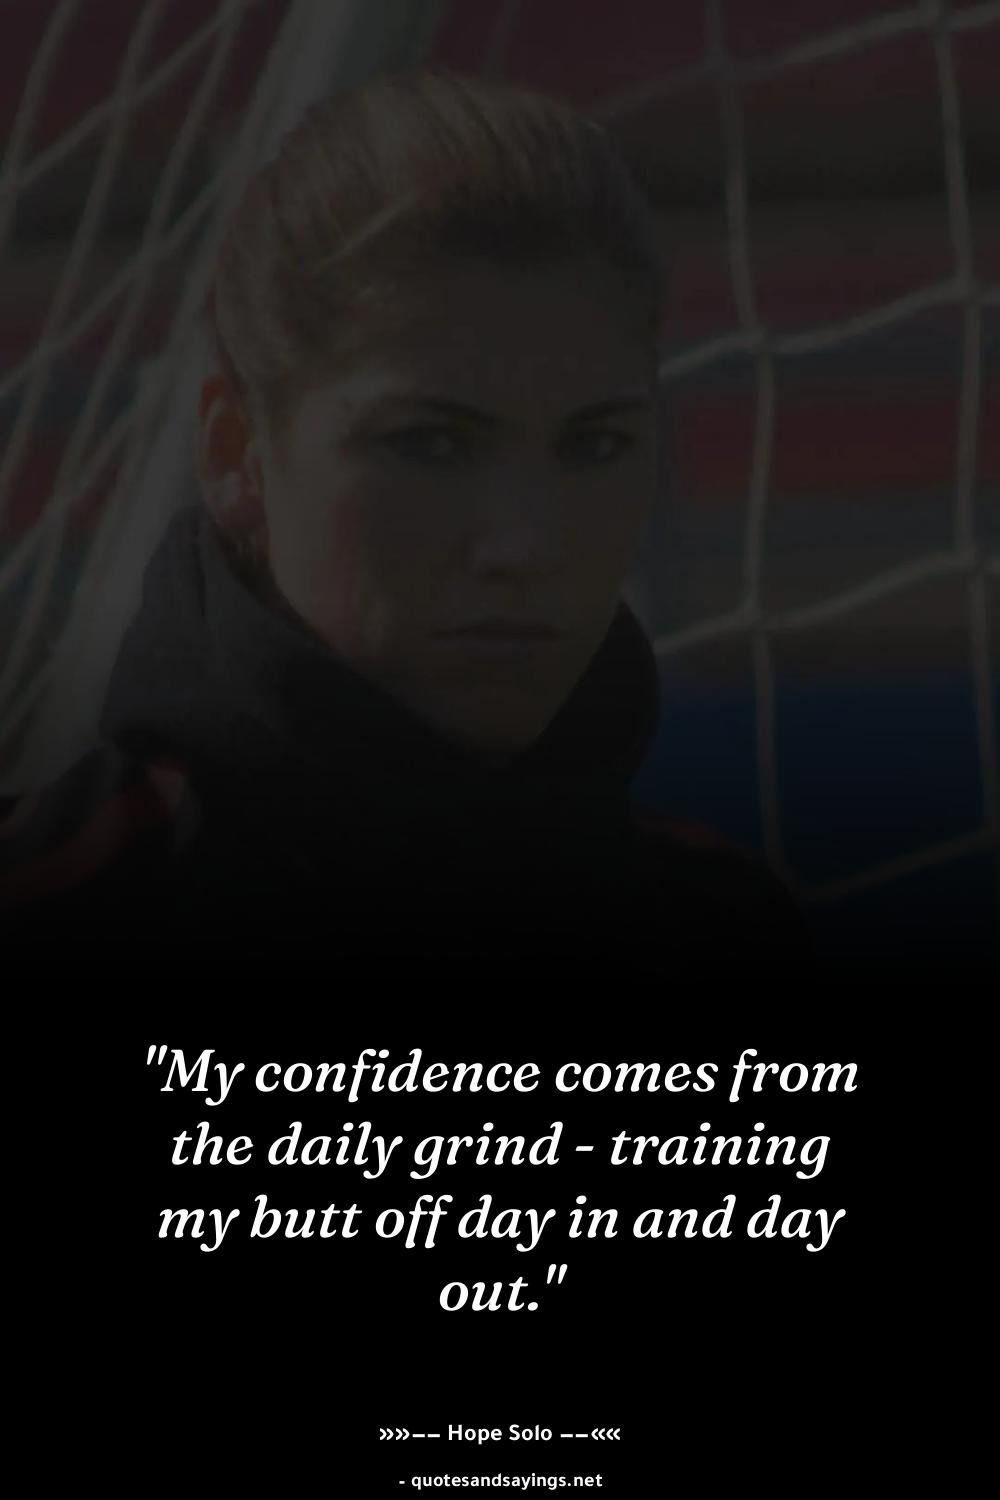 "My confidence comes from
the daily grind - training
my butt off day in and day
out."
»»-- Hope Solo --««
- quotesandsayings.net